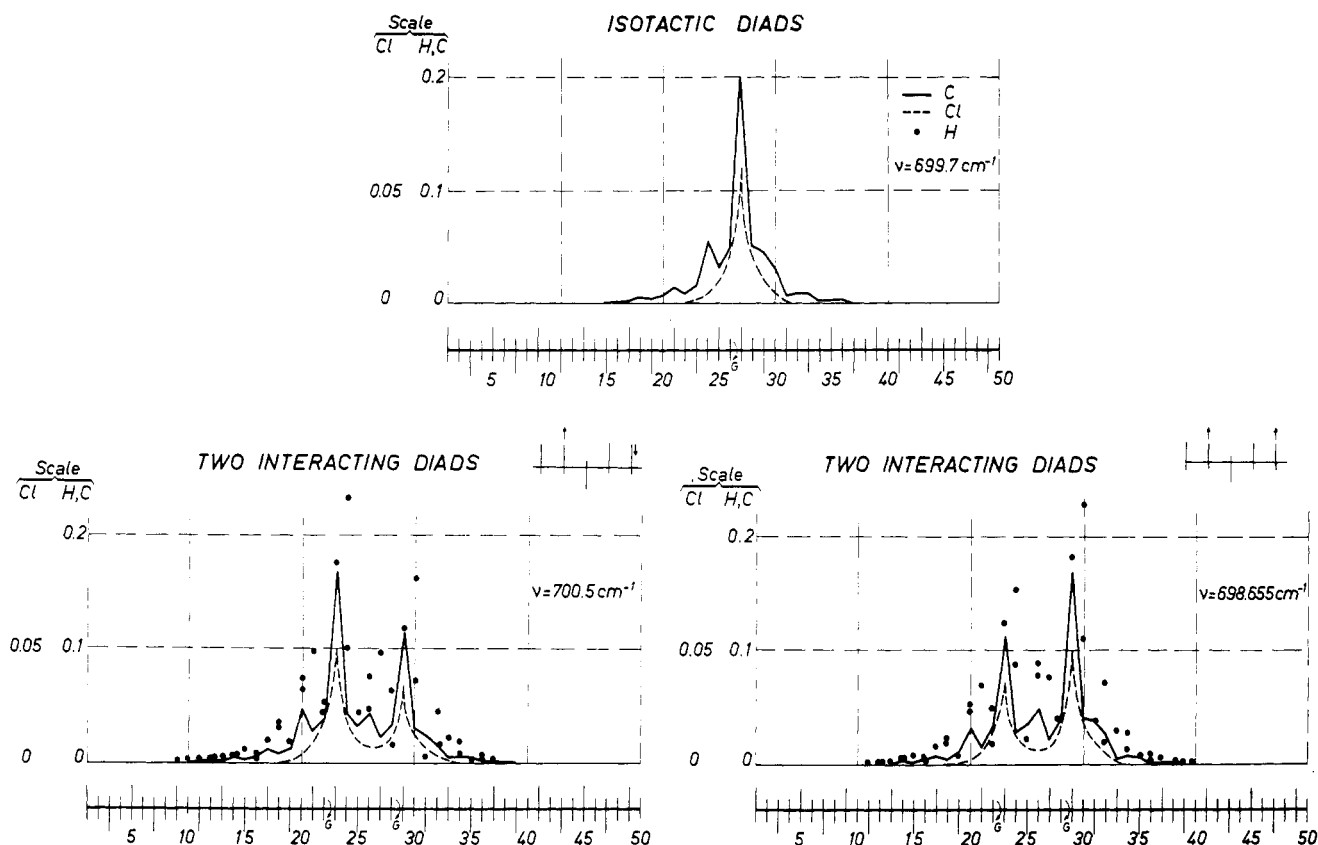 ISOTACTIC DIADS
Scale
Cl H,C
0.2
0.05 0.1
0 0
C
Cl
H
ν=699.7 cm⁻¹
G
5 10 15 20 25 30 35 40 45 50
TWO INTERACTING DIADS
Scale
Cl H,C
0.2
0.05 0.1
0 0
ν=700.5 cm⁻¹
G G
5 10 15 20 25 30 35 40 45 50
TWO INTERACTING DIADS
Scale
Cl H,C
0.2
0.05 0.1
0 0
ν=698.655cm⁻¹
G G
5 10 15 20 25 30 35 40 45 50